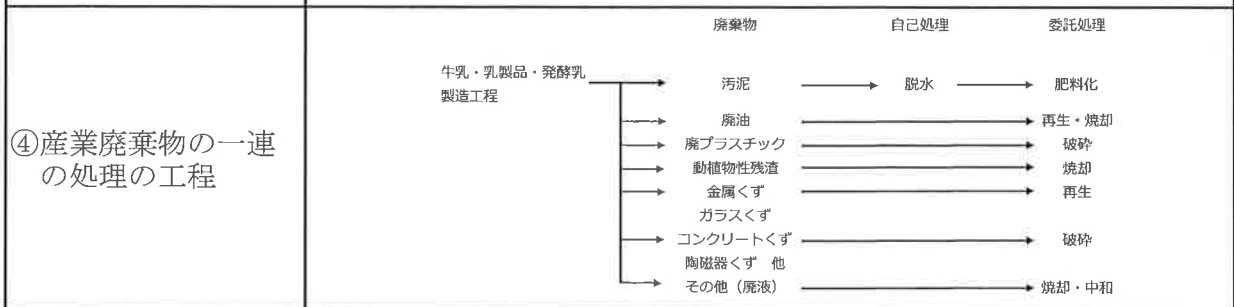 ④産業廃棄物の一連
の処理の工程
廃棄物 自己処理 委託処理
牛乳・乳製品・発酵乳
製造工程
汚泥 脱水 肥料化
廃油 再生・焼却
廃プラスチック 破砕
動植物性残渣 焼却
金属くず 再生
ガラスくず
コンクリートくず 破砕
陶磁器くず 他
その他（廃液） 焼却・中和